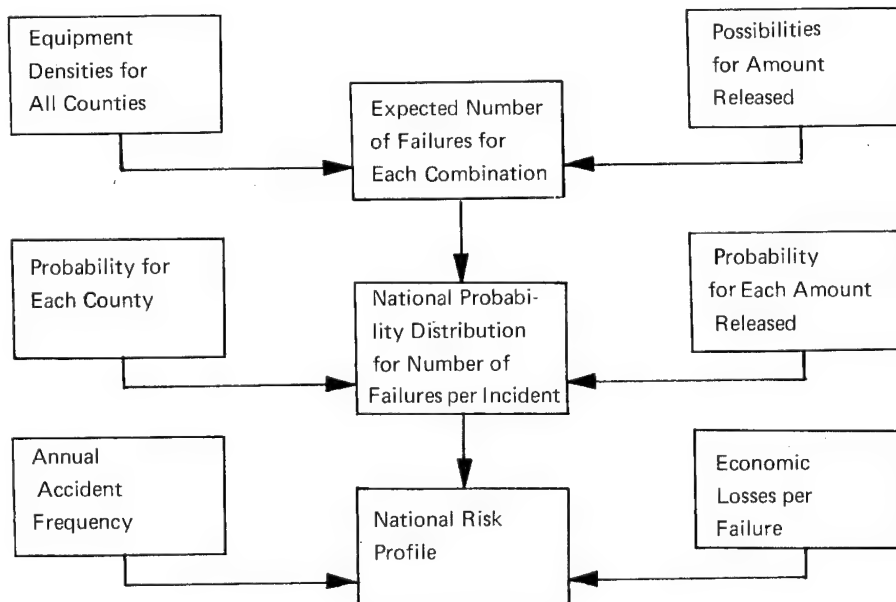 Equipment
Densities for
All Counties
Expected Number
of Failures for
Each Combination
Possibilities
for Amount
Released
Probability for
Each County
National Probabi-
lity Distribution
for Number of
Failures per Incident
Probability
for Each Amount
Released
Annual
Accident
Frequency
National Risk
Profile
Economic
Losses per
Failure